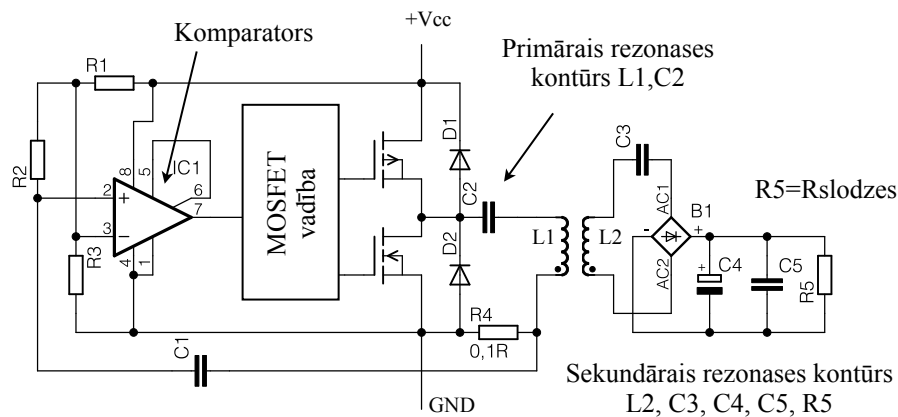 +Vcc
Komparators
Primārais rezonases
kontūrs L1,C2
R1
R2
R3
8
5
IC1
6
2
+
7
3
−
4
1
MOSFET
vadība
D1
C2
D2
R4
0,1R
C1
GND
L1
L2
C3
AC1
B1
-
+
AC2
R5=Rslodzes
+
C4
C5
R5
Sekundārais rezonases kontūrs
L2, C3, C4, C5, R5